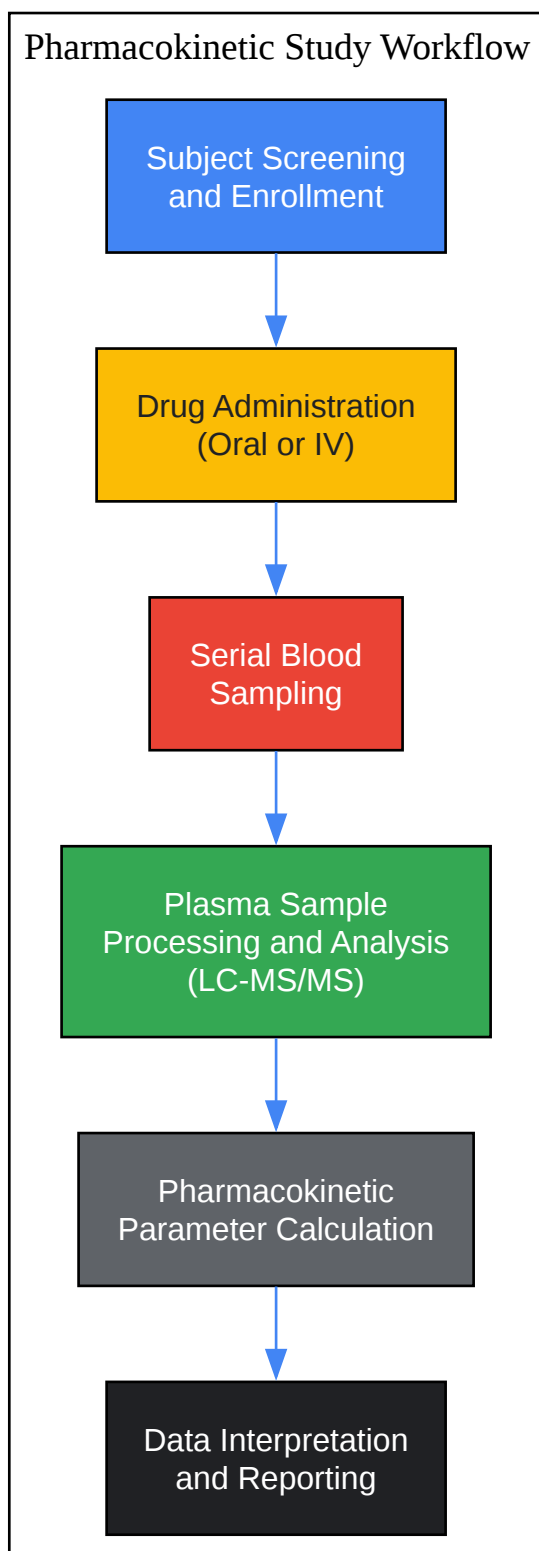 Pharmacokinetic Study Workflow
Subject Screening
and Enrollment
Drug Administration
(Oral or IV)
Serial Blood
Sampling
Plasma Sample
Processing and Analysis
(LC-MS/MS)
Pharmacokinetic
Parameter Calculation
Data Interpretation
and Reporting